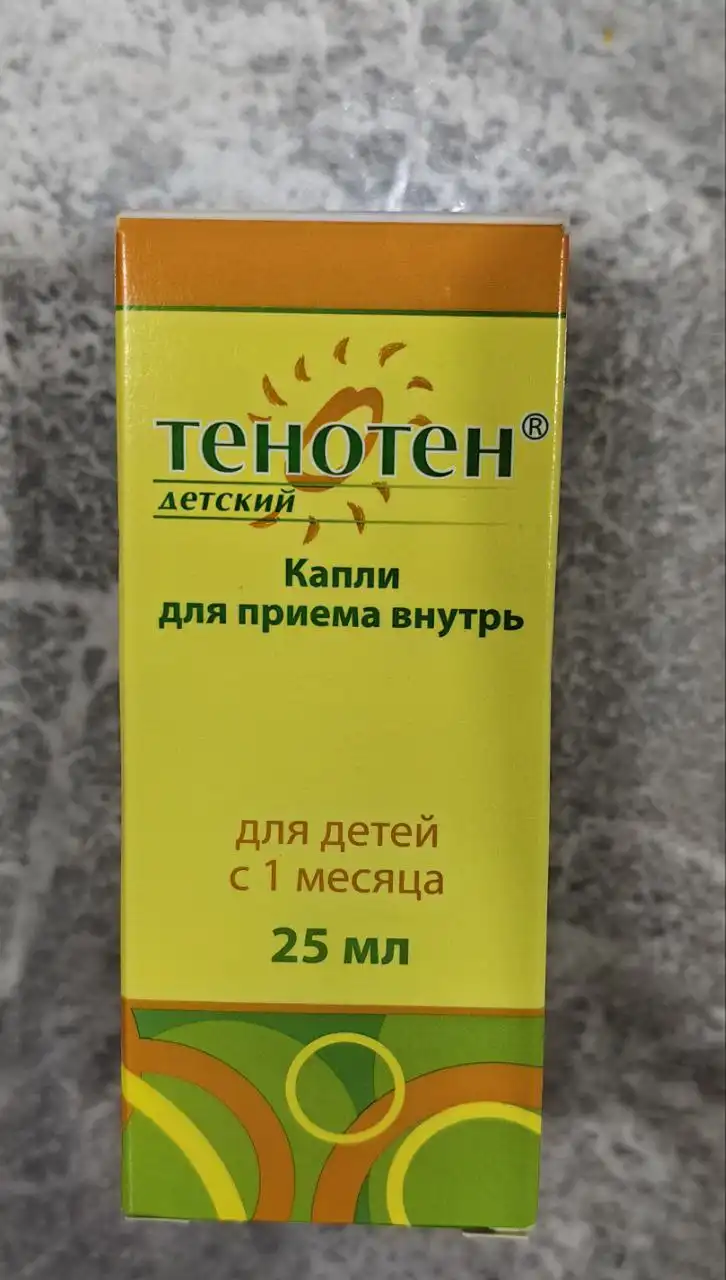 тенотен®
детский
Капли
для приема внутрь
для детей
с 1 месяца
25 мл